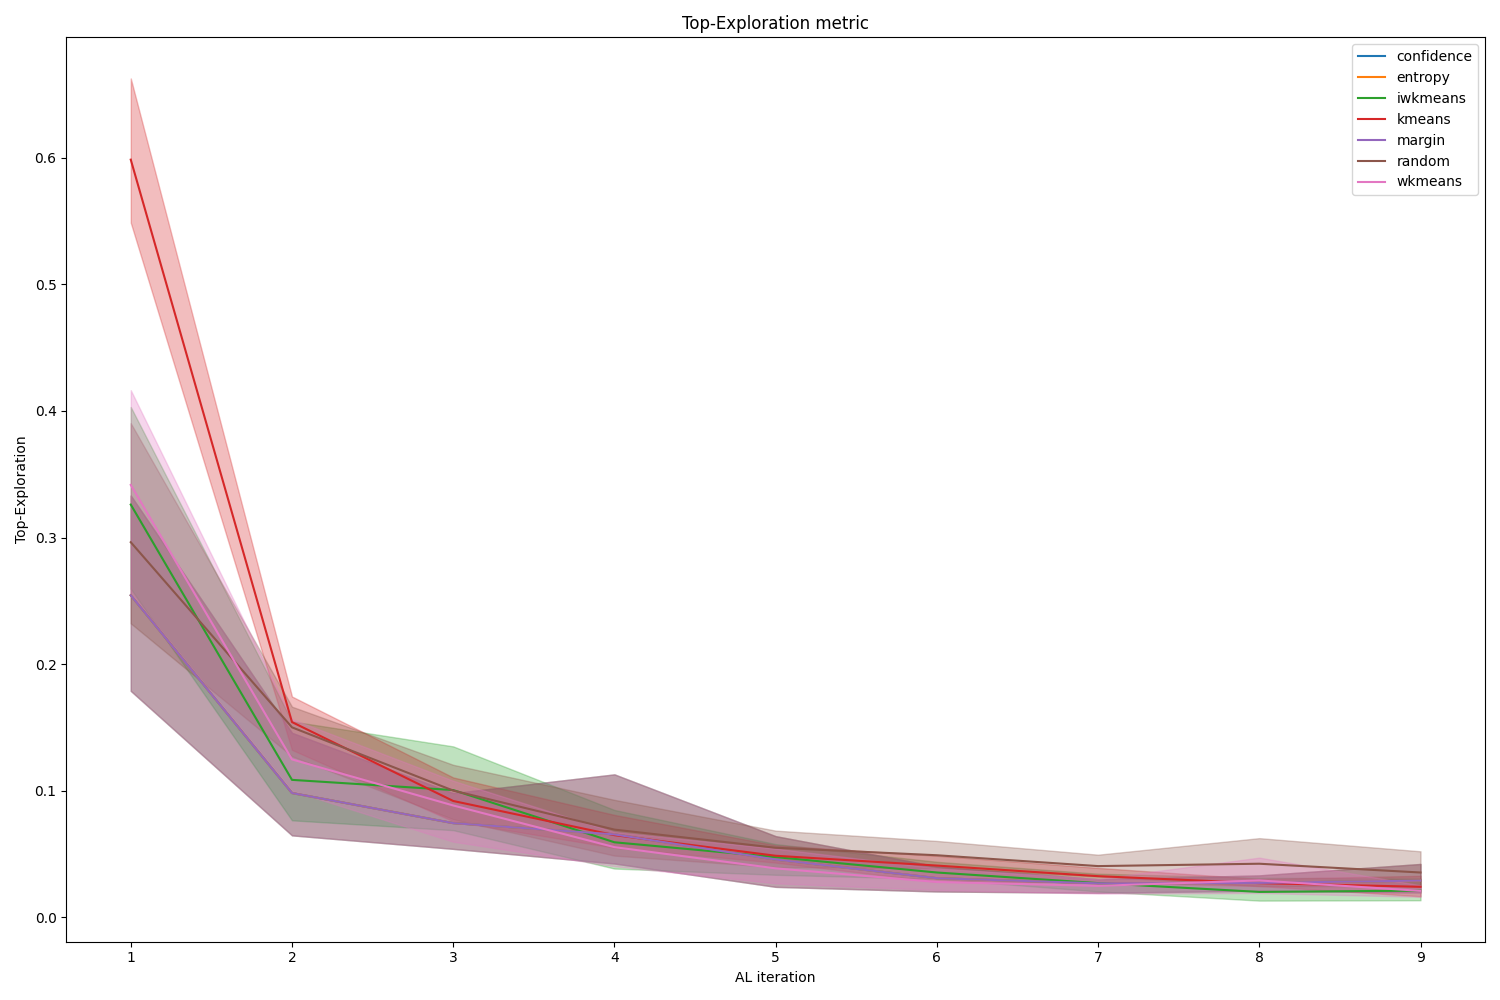 Top-Exploration metric
confidence
entropy
iwkmeans
kmeans
margin
random
wkmeans
Top-Exploration
0.6
0.5
0.4
0.3
0.2
0.1
0.0
1 2 3 4 5 6 7 8 9
AL iteration